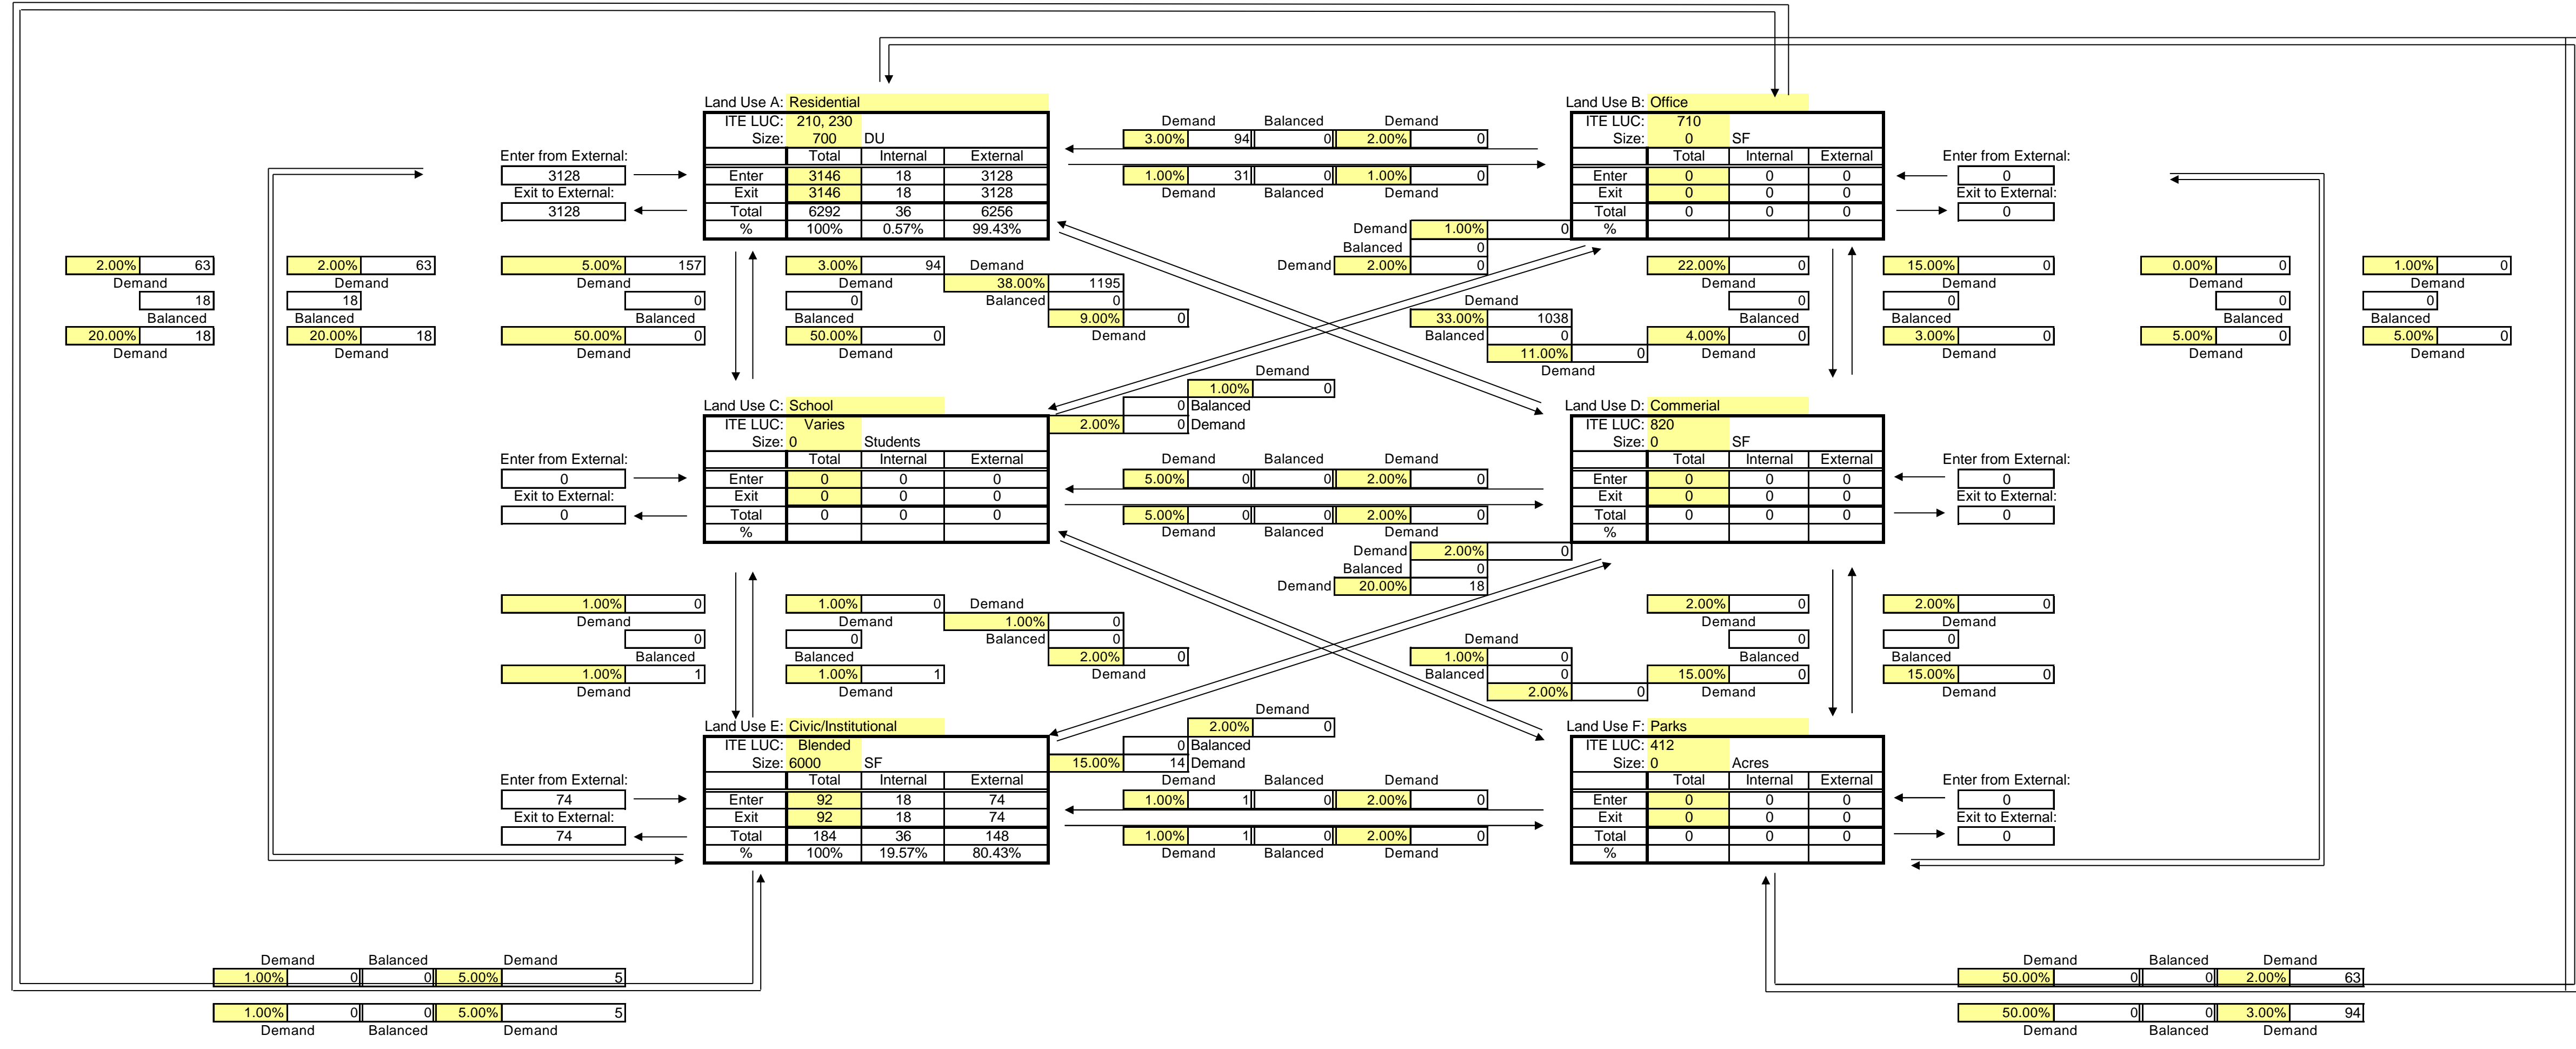 Land Use A: Residential
ITE LUC: 210, 230
Size: 700 DU
Total Internal External
Enter 3146 18 3128
Exit 3146 18 3128
Total 6292 36 6256
% 100% 0.57% 99.43%
Enter from External:
3128
Exit to External:
3128
Demand Balanced Demand
3.00% 94 0 2.00% 0
1.00% 31 0 1.00% 0
Demand Balanced Demand
Land Use B: Office
ITE LUC: 710
Size: 0 SF
Total Internal External
Enter 0 0 0
Exit 0 0 0
Total 0 0 0
%
Enter from External:
0
Exit to External:
0
Demand 1.00% 0
Balanced 0
Demand 2.00% 0
2.00% 63
Demand
18
Balanced
20.00% 18
Demand
2.00% 63
Demand
18
Balanced
20.00% 18
Demand
5.00% 157
Demand
0
Balanced
50.00% 0
Demand
3.00% 94
Demand
0
Balanced
50.00% 0
Demand
Demand
38.00% 1195
Balanced 0
9.00% 0
Demand
Demand
33.00% 1038
Balanced 0
11.00% 0
Demand
22.00% 0
Demand
0
Balanced
4.00% 0
Demand
15.00% 0
Demand
0
Balanced
3.00% 0
Demand
0.00% 0
Demand
0
Balanced
5.00% 0
Demand
1.00% 0
Demand
0
Balanced
5.00% 0
Demand
Demand
1.00% 0
0 Balanced
2.00% 0 Demand
Land Use C: School
ITE LUC: Varies
Size: 0 Students
Total Internal External
Enter 0 0 0
Exit 0 0 0
Total 0 0 0
%
Enter from External:
0
Exit to External:
0
Demand Balanced Demand
5.00% 0 0 2.00% 0
5.00% 0 0 2.00% 0
Demand Balanced Demand
Land Use D: Commerial
ITE LUC: 820
Size: 0 SF
Total Internal External
Enter 0 0 0
Exit 0 0 0
Total 0 0 0
%
Enter from External:
0
Exit to External:
0
Demand 2.00% 0
Balanced 0
Demand 20.00% 18
1.00% 0
Demand
0
Balanced
1.00% 1
Demand
1.00% 0
Demand
0
Balanced
1.00% 1
Demand
Demand
1.00% 0
Balanced 0
2.00% 0
Demand
Demand
1.00% 0
Balanced 0
2.00% 0
2.00% 0
Demand
0
Balanced
15.00% 0
Demand
2.00% 0
Demand
0
Balanced
15.00% 0
Demand
Demand
2.00% 0
0 Balanced
15.00% 14 Demand
Land Use E: Civic/Institutional
ITE LUC: Blended
Size: 6000 SF
Total Internal External
Enter 92 18 74
Exit 92 18 74
Total 184 36 148
% 100% 19.57% 80.43%
Enter from External:
74
Exit to External:
74
Demand Balanced Demand
1.00% 1 0 2.00% 0
1.00% 1 0 2.00% 0
Demand Balanced Demand
Land Use F: Parks
ITE LUC: 412
Size: 0 Acres
Total Internal External
Enter 0 0 0
Exit 0 0 0
Total 0 0 0
%
Enter from External:
0
Exit to External:
0
Demand Balanced Demand
1.00% 0 0 5.00% 5
1.00% 0 0 5.00% 5
Demand Balanced Demand
Demand Balanced Demand
50.00% 0 0 2.00% 63
50.00% 0 0 3.00% 94
Demand Balanced Demand